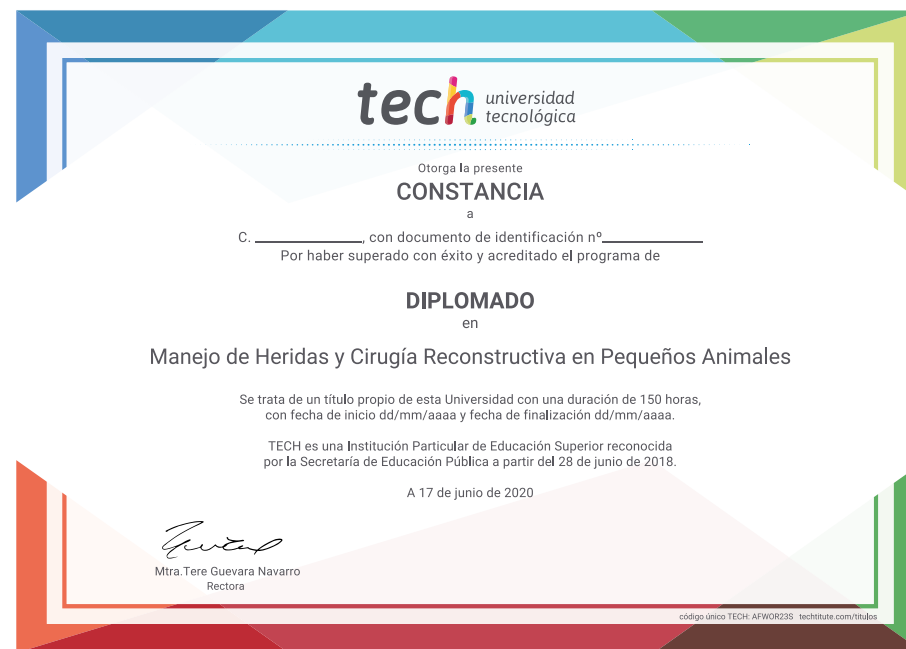 tech universidad
tecnológica
Otorga la presente
CONSTANCIA
a
C. ____________, con documento de identificación nº____________
Por haber superado con éxito y acreditado el programa de
DIPLOMADO
en
Manejo de Heridas y Cirugía Reconstructiva en Pequeños Animales
Se trata de un título propio de esta Universidad con una duración de 150 horas,
con fecha de inicio dd/mm/aaaa y fecha de finalización dd/mm/aaaa.
TECH es una Institución Particular de Educación Superior reconocida
por la Secretaría de Educación Pública a partir del 28 de junio de 2018.
A 17 de junio de 2020
Mtra.Tere Guevara Navarro
Rectora
código único TECH: AFWOR23S techtitute.com/titulos